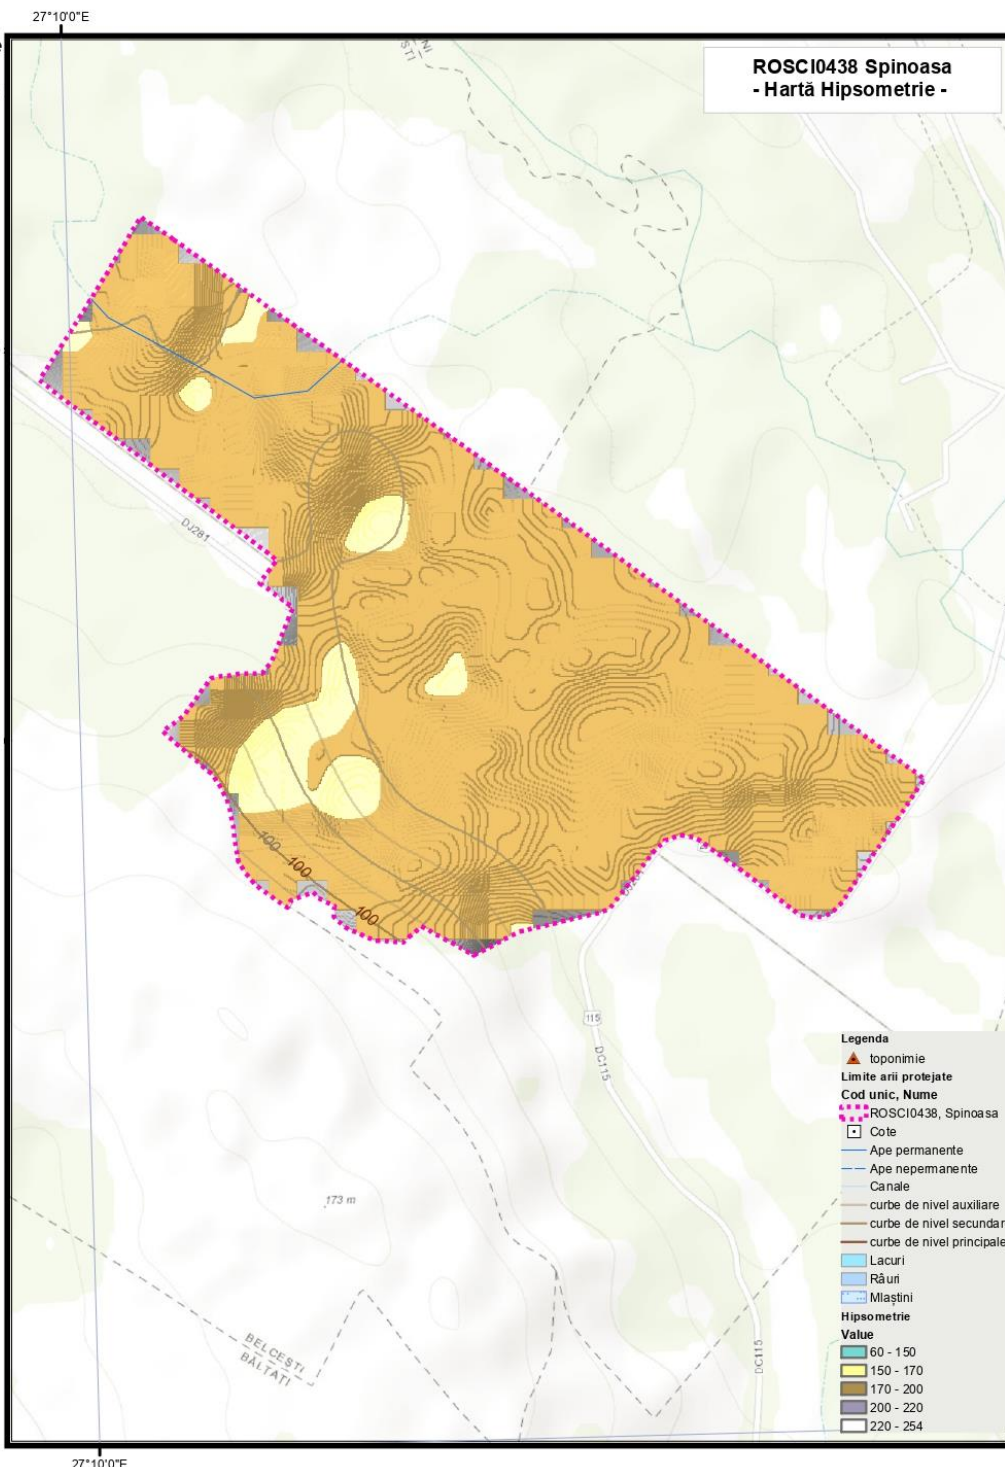 27°10'0"E
ROSCI0438 Spinoasa
- Hartă Hipsometrie -
DJ281
100
100
100
115
DC115
173 m
BELCEȘTI
BĂLȚAȚI
DC115
Legenda
toponimie
Limite arii protejate
Cod unic, Nume
ROSCI0438, Spinoasa
Cote
Ape permanente
Ape nepermanente
Canale
curbe de nivel auxiliare
curbe de nivel secundar
curbe de nivel principale
Lacuri
Râuri
Mlaștini
Hipsometrie
Value
60 - 150
150 - 170
170 - 200
200 - 220
220 - 254
27°10'0"E